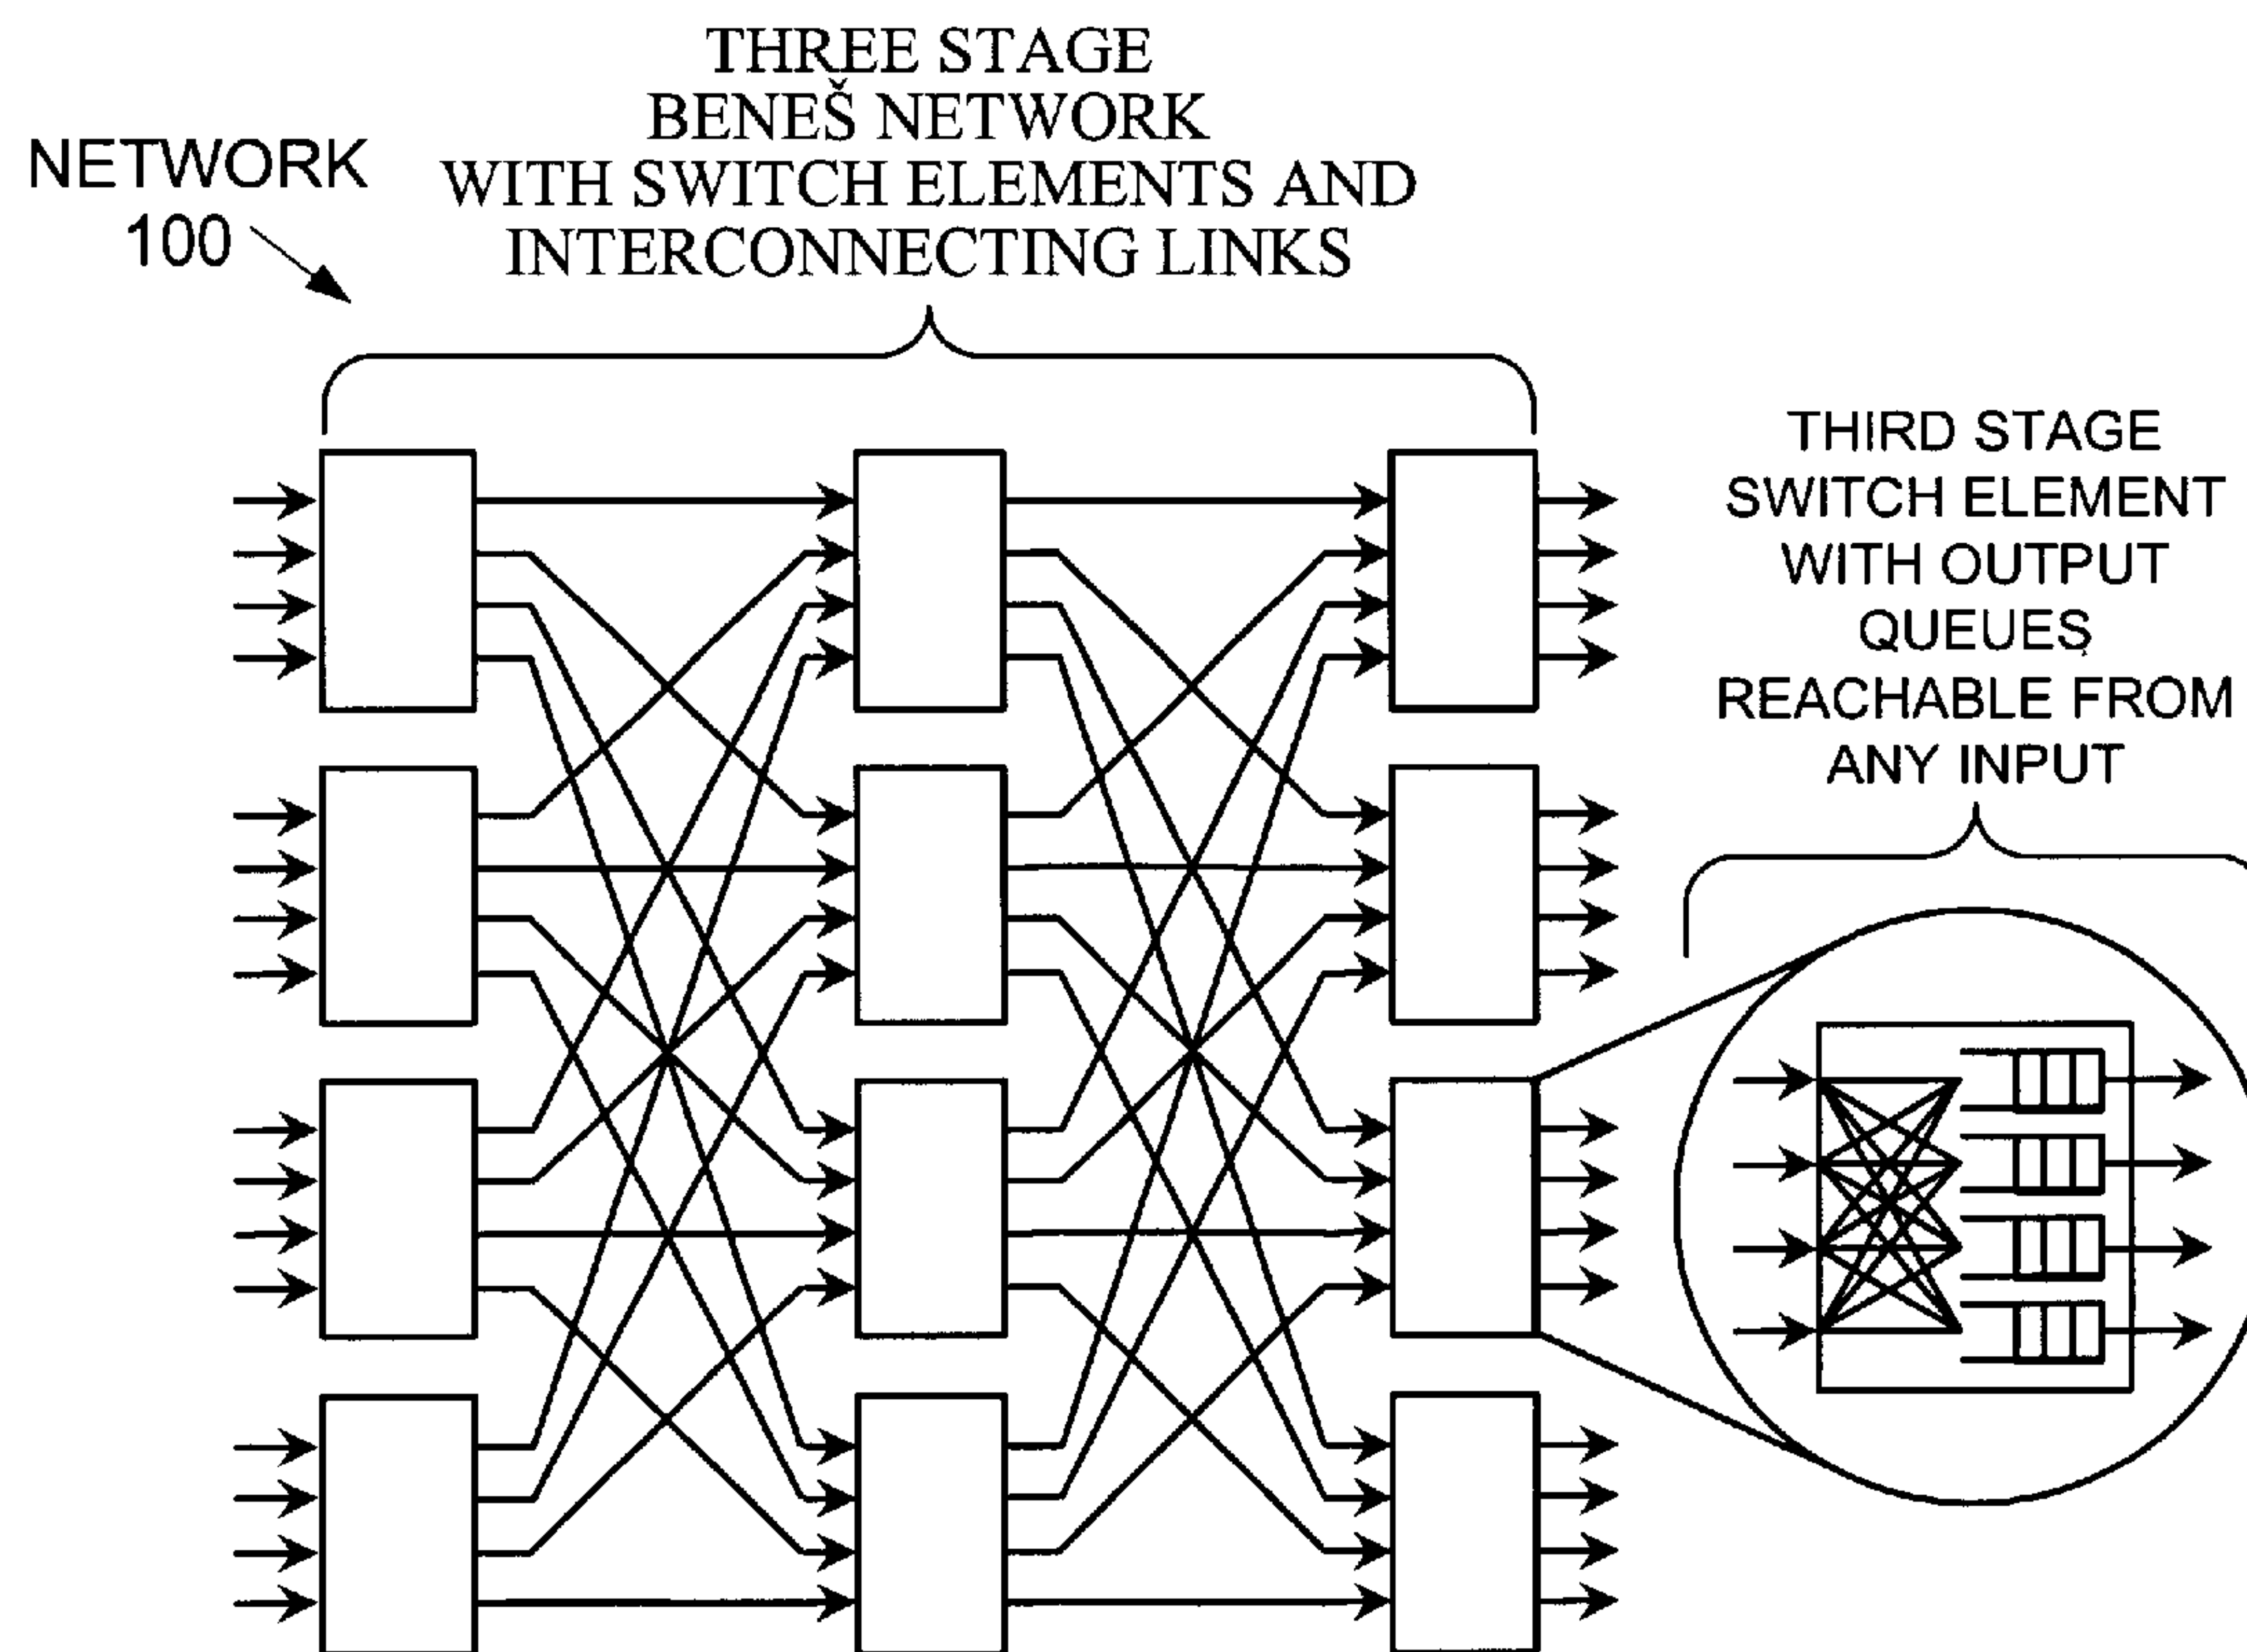 THREE STAGE
BENEŠ NETWORK
WITH SWITCH ELEMENTS AND
INTERCONNECTING LINKS
NETWORK
100
THIRD STAGE
SWITCH ELEMENT
WITH OUTPUT
QUEUES
REACHABLE FROM
ANY INPUT